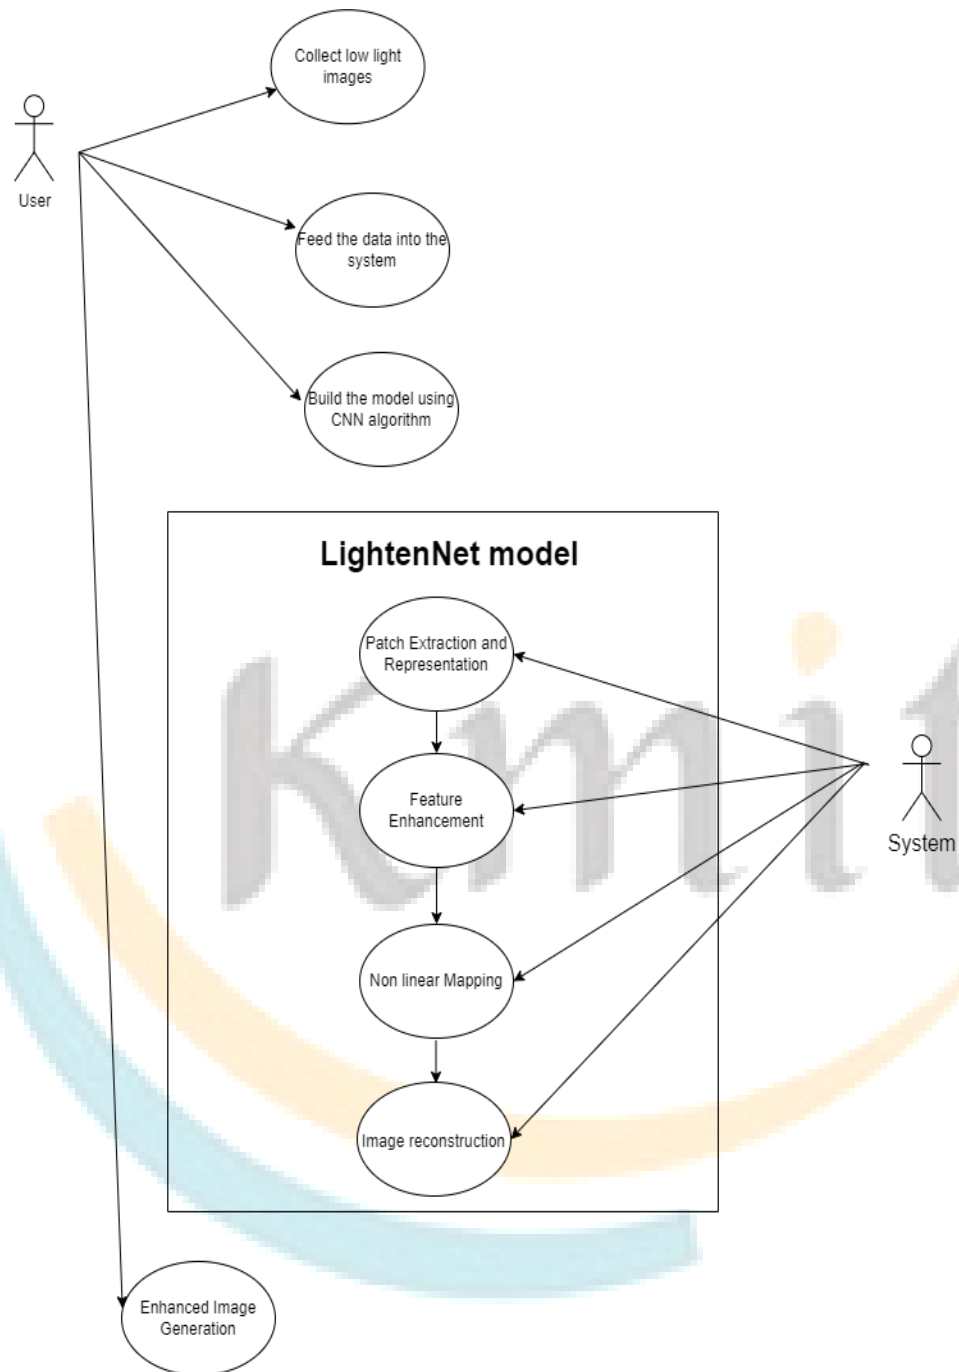 Collect low light
images
User
Feed the data into the
system
Build the model using
CNN algorithm
LightenNet model
Patch Extraction and
Representation
Feature
Enhancement
System
Non linear Mapping
Image reconstruction
Enhanced Image
Generation
kmit